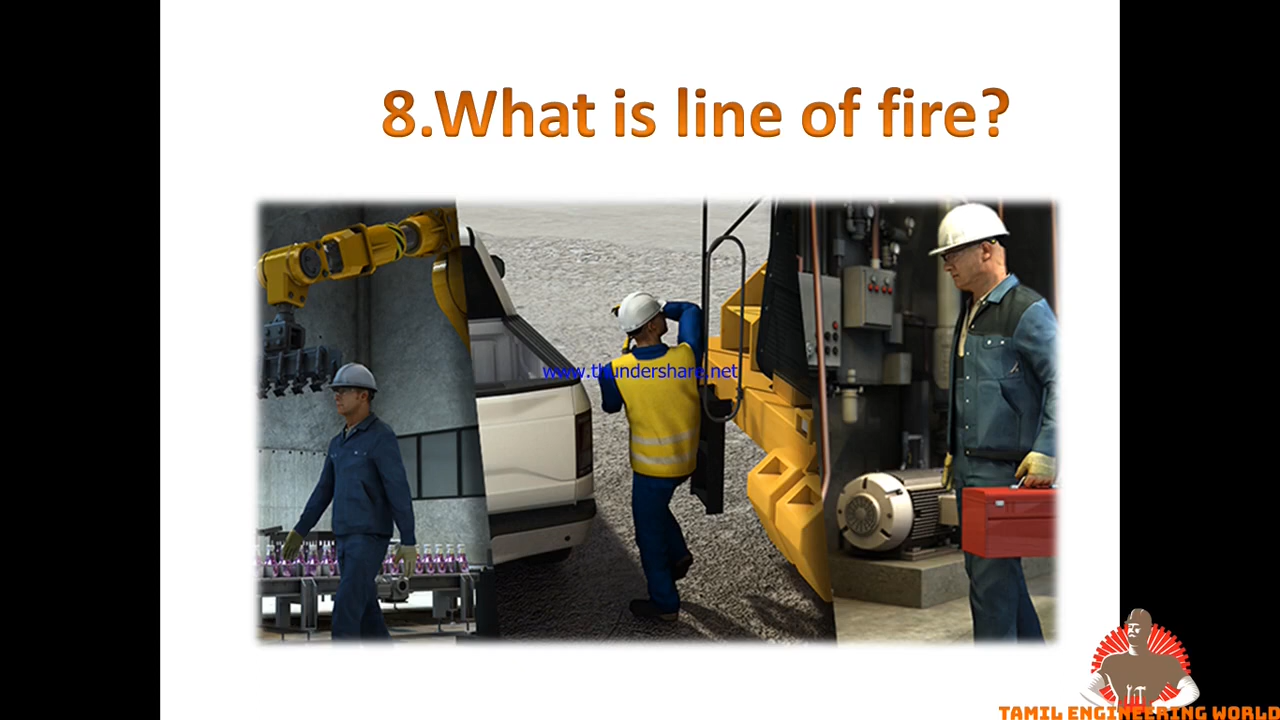 8.What is line of fire?
www.thundershare.net
TAMIL ENGINEERING WORLD